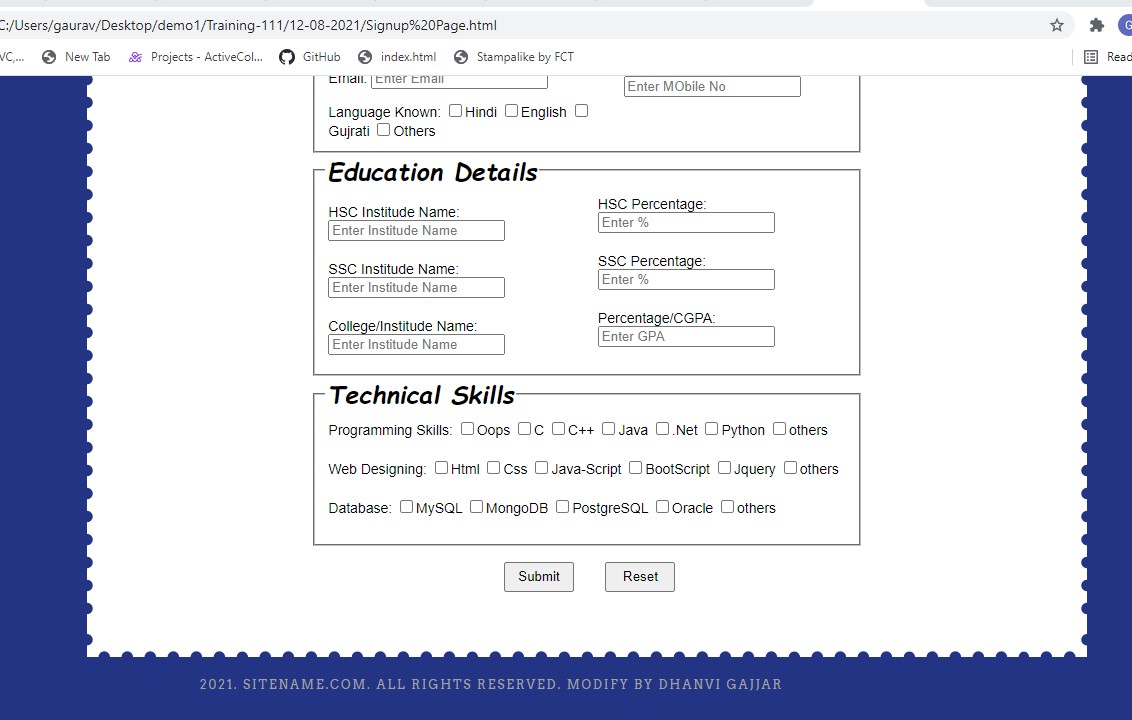 C:/Users/gaurav/Desktop/demo1/Training-111/12-08-2021/Signup%20Page.html
G
VC,... New Tab Projects - ActiveCol... GitHub index.html Stampalike by FCT Read
Email: Enter Email
Enter MObile No
Language Known: Hindi English
Gujrati Others
Education Details
HSC Institude Name:
Enter Institude Name
HSC Percentage:
Enter %
SSC Institude Name:
Enter Institude Name
SSC Percentage:
Enter %
College/Institude Name:
Enter Institude Name
Percentage/CGPA:
Enter GPA
Technical Skills
Programming Skills: Oops C C++ Java .Net Python others
Web Designing: Html Css Java-Script BootScript Jquery others
Database: MySQL MongoDB PostgreSQL Oracle others
Submit Reset
2021. SITENAME.COM. ALL RIGHTS RESERVED. MODIFY BY DHANVI GAJJAR